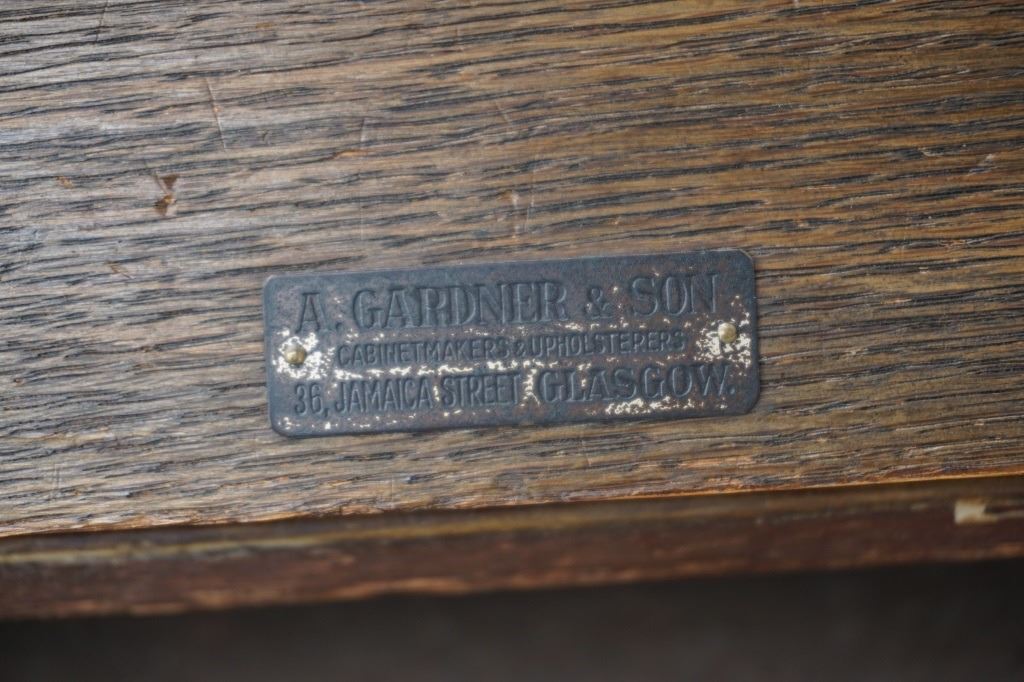 A. GARDNER & SON
CABINETMAKERS & UPHOLSTERERS
36, JAMAICA STREET GLASGOW.